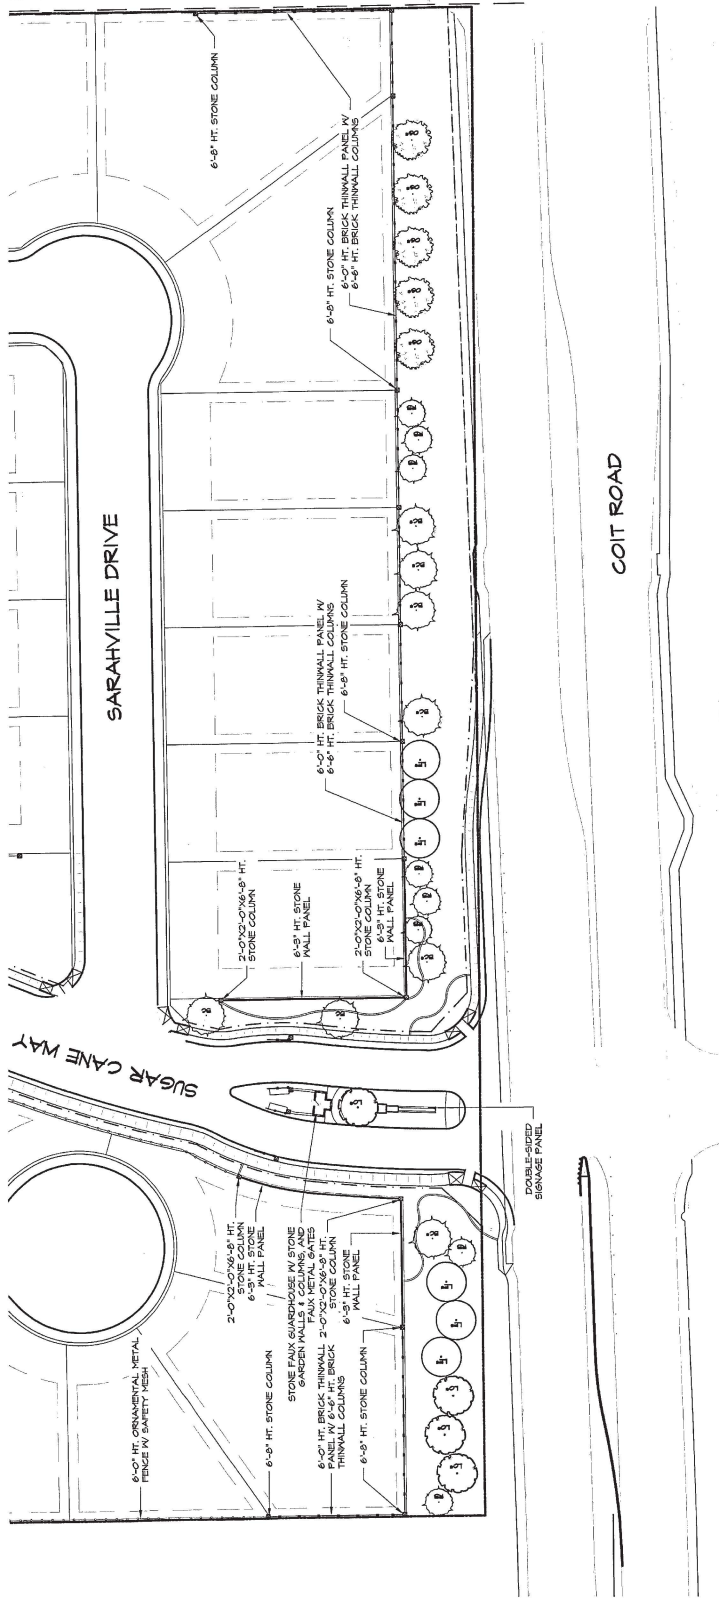 6'-8" HT. STONE COLUMN
6'-0" HT. BRICK THINWALL PANEL W/
6'-6" HT. BRICK THINWALL COLUMNS
6'-8" HT. STONE COLUMN
COIT ROAD
SARAHVILLE DRIVE
6'-0" HT. BRICK THINWALL PANEL W/
6'-6" HT. BRICK THINWALL COLUMNS
6'-8" HT. STONE COLUMN
2'-0"X2'-0"X6'-8" HT.
STONE COLUMN
6'-3" HT. STONE
WALL PANEL
2'-0"X2'-0"X6'-8" HT.
STONE COLUMN
6'-3" HT. STONE
WALL PANEL
SUGAR CANE WAY
DOUBLE-SIDED
SIGNAGE PANEL
2'-0"X2'-0"X6'-8" HT.
STONE COLUMN
6'-3" HT. STONE
WALL PANEL
STONE FAUX GUARDHOUSE W/ STONE
GARDEN WALLS & COLUMNS, AND
FAUX METAL GATES
2'-0"X2'-0"X6'-8" HT.
STONE COLUMN
6'-3" HT. STONE
WALL PANEL
6'-0" HT. ORNAMENTAL METAL
FENCE W/ SAFETY MESH
6'-8" HT. STONE COLUMN
6'-0" HT. BRICK THINWALL
PANEL W/ 6'-6" HT. BRICK
THINWALL COLUMNS
6'-8" HT. STONE COLUMN